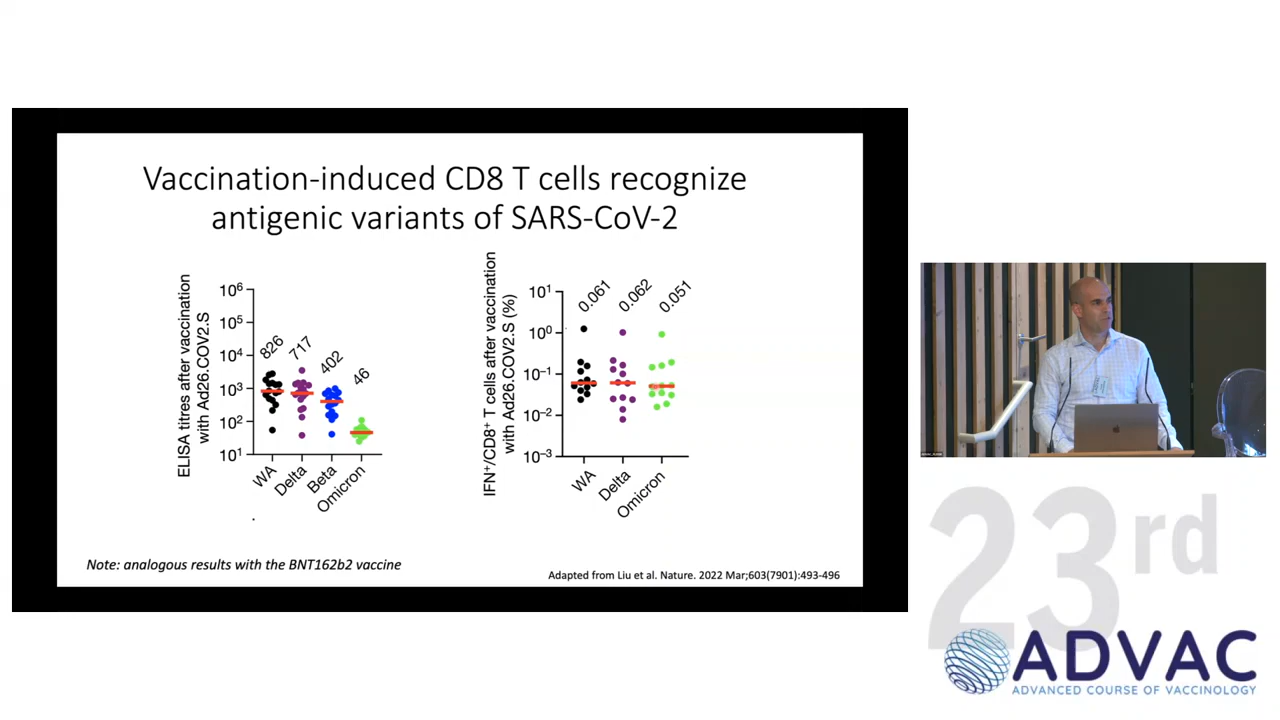 Vaccination-induced CD8 T cells recognize
antigenic variants of SARS-CoV-2
ELISA titres after vaccination
with Ad26.COV2.S
10⁶
10⁵
10⁴
10³
10²
10¹
826
717
402
46
WA
Delta
Beta
Omicron
IFN⁺/CD8⁺ T cells after vaccination
with Ad26.COV2.S (%)
10¹
10⁰
10⁻¹
10⁻²
10⁻³
0.061
0.062
0.051
WA
Delta
Omicron
Note: analogous results with the BNT162b2 vaccine
Adapted from Liu et al. Nature. 2022 Mar;603(7901):493-496
23rd
ADVAC
ADVANCED COURSE OF VACCINOLOGY